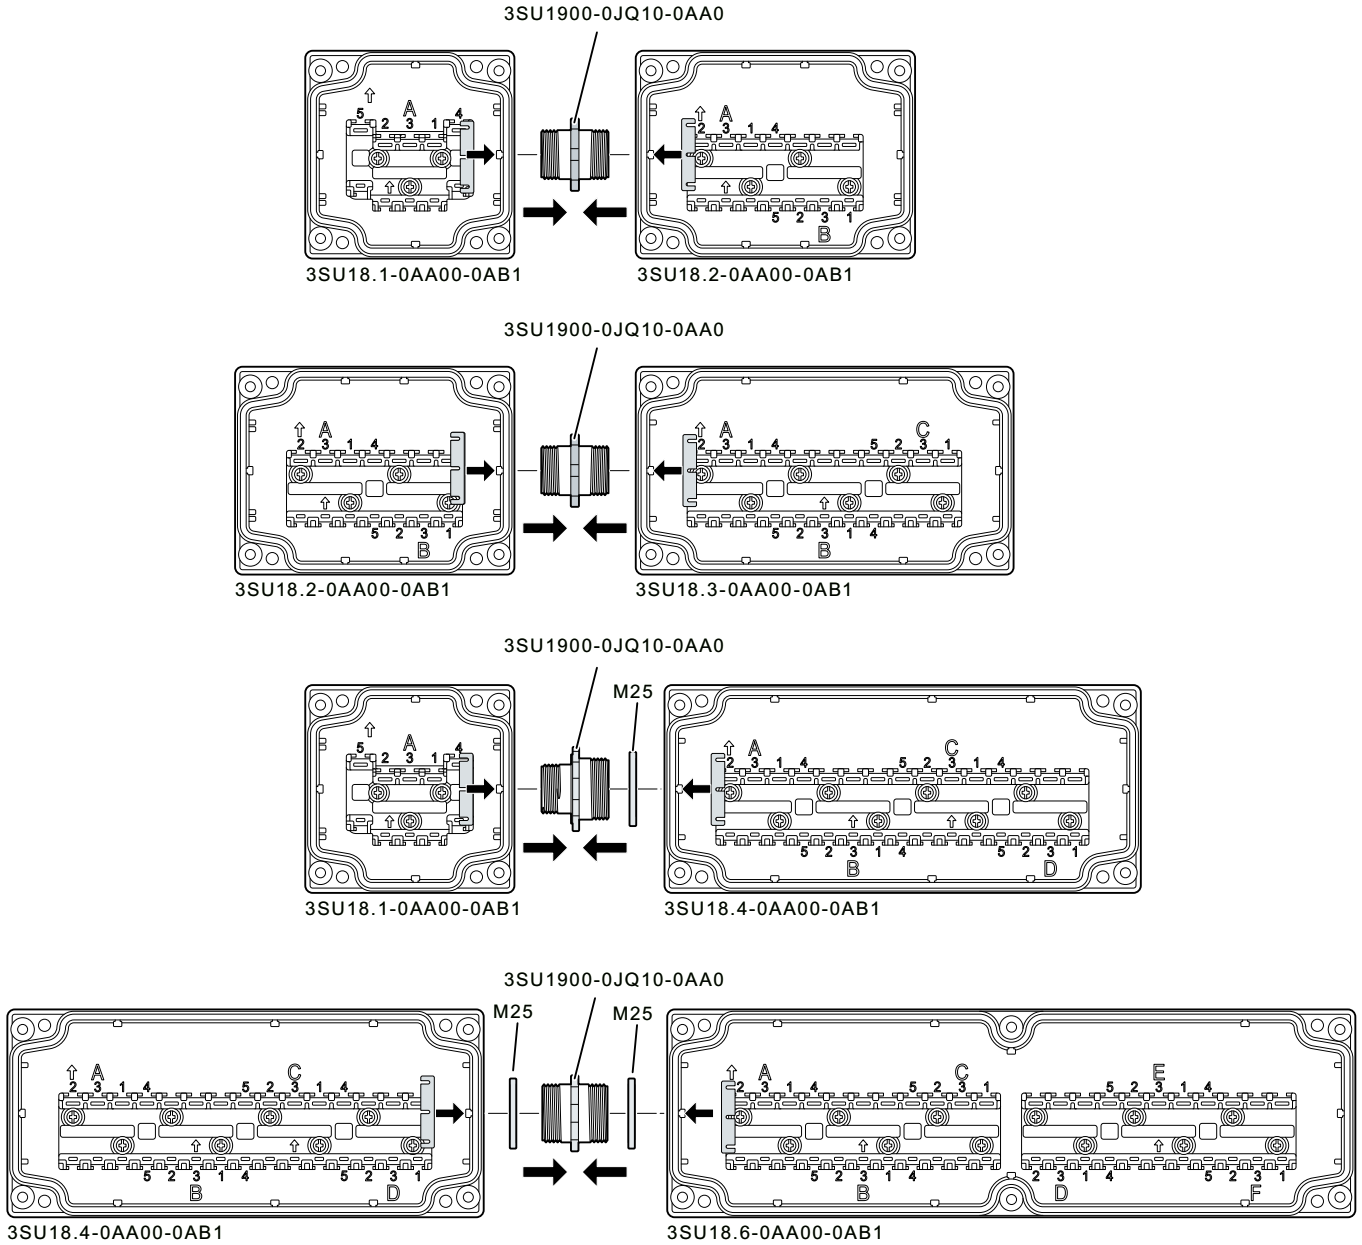 3SU1900-0JQ10-0AA0
A
5 2 3 1 4
3SU18.1-0AA00-0AB1
A
2 3 1 4
5 2 3 1
B
3SU18.2-0AA00-0AB1
3SU1900-0JQ10-0AA0
A
2 3 1 4
5 2 3 1
B
3SU18.2-0AA00-0AB1
A C
2 3 1 4 5 2 3 1
5 2 3 1 4
B
3SU18.3-0AA00-0AB1
3SU1900-0JQ10-0AA0
M25
A
5 2 3 1 4
3SU18.1-0AA00-0AB1
A C
2 3 1 4 5 2 3 1 4
5 2 3 1 4 5 2 3 1
B D
3SU18.4-0AA00-0AB1
3SU1900-0JQ10-0AA0
M25 M25
A C
2 3 1 4 5 2 3 1 4
5 2 3 1 4 5 2 3 1
B D
3SU18.4-0AA00-0AB1
A C E
2 3 1 4 5 2 3 1 5 2 3 1 4
5 2 3 1 4 2 3 1 4 5 2 3 1
B D F
3SU18.6-0AA00-0AB1